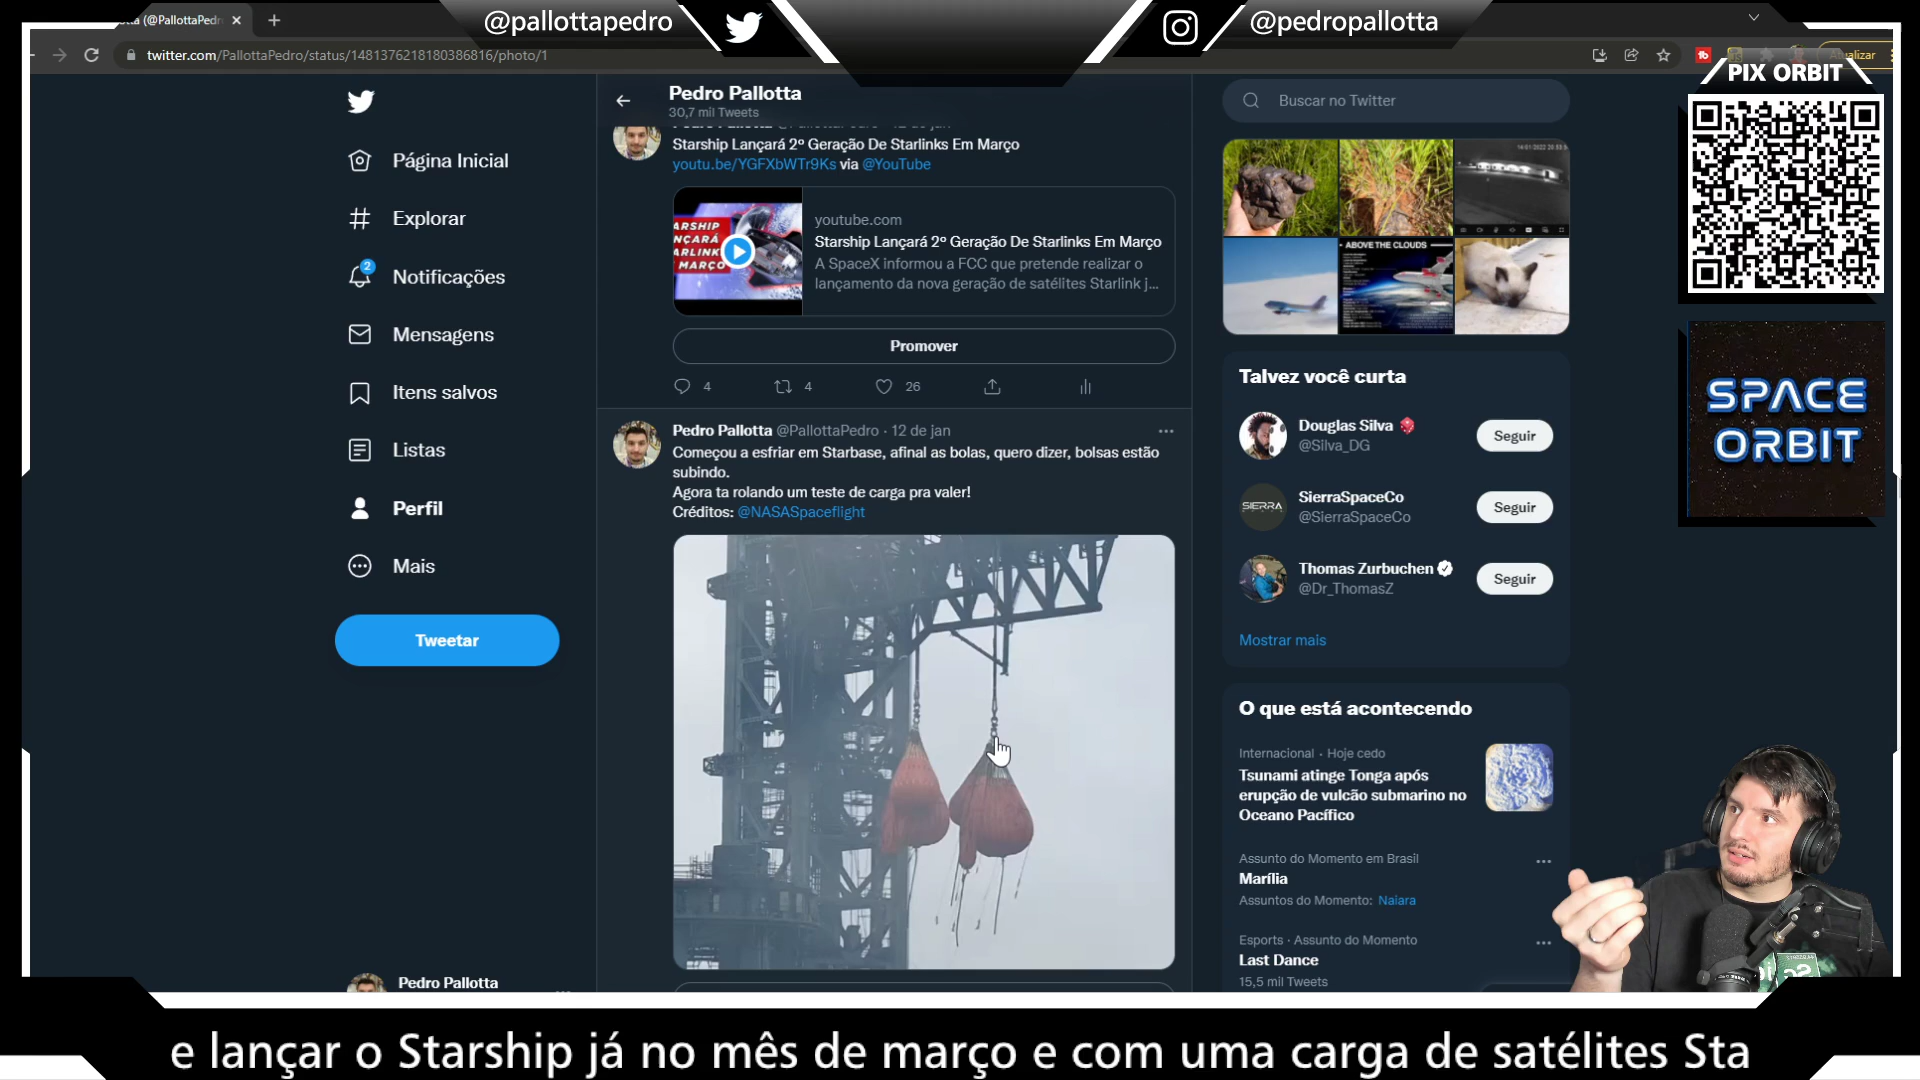 @pallottapedro
@pedropallotta
twitter.com/PallottaPedro/status/1481376218180386816/photo/1
Atualizar
PIX ORBIT
SPACE
ORBIT
Página Inicial
Explorar
2
Notificações
Mensagens
Itens salvos
Listas
Perfil
Mais
Tweetar
Pedro Pallotta
Pedro Pallotta
30,7 mil Tweets
Starship Lançará 2º Geração De Starlinks Em Março
youtu.be/YGFXbWTr9Ks via @YouTube
youtube.com
Starship Lançará 2º Geração De Starlinks Em Março
A SpaceX informou a FCC que pretende realizar o
lançamento da nova geração de satélites Starlink j...
Promover
4
4
26
Pedro Pallotta @PallottaPedro · 12 de jan
Começou a esfriar em Starbase, afinal as bolas, quero dizer, bolsas estão
subindo.
Agora ta rolando um teste de carga pra valer!
Créditos: @NASASpaceflight
Buscar no Twitter
ABOVE THE CLOUDS
Talvez você curta
Douglas Silva
@Silva_DG
Seguir
SIERRA
SierraSpaceCo
@SierraSpaceCo
Seguir
Thomas Zurbuchen
@Dr_ThomasZ
Seguir
Mostrar mais
O que está acontecendo
Internacional · Hoje cedo
Tsunami atinge Tonga após
erupção de vulcão submarino no
Oceano Pacífico
Assunto do Momento em Brasil
Marília
Assuntos do Momento: Naiara
Esports · Assunto do Momento
Last Dance
15,5 mil Tweets
e lançar o Starship já no mês de março e com uma carga de satélites Sta